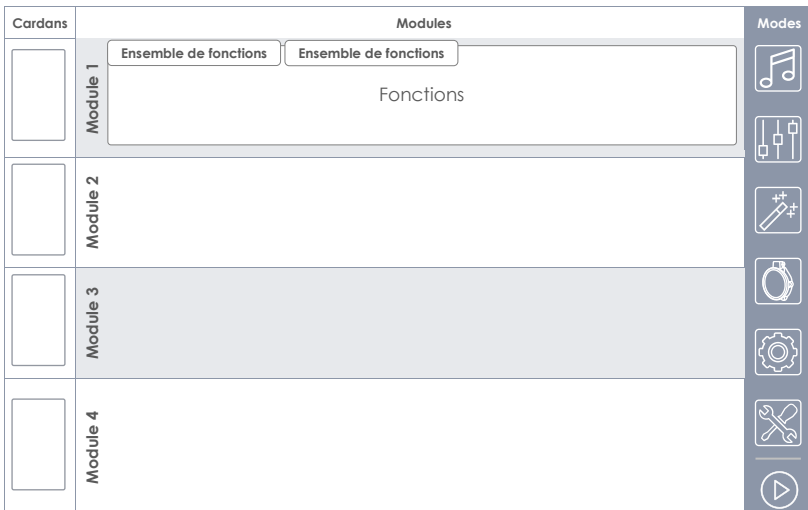 Cardans
Modules
Modes
Module 1
Ensemble de fonctions
Ensemble de fonctions
Fonctions
Module 2
Module 3
Module 4